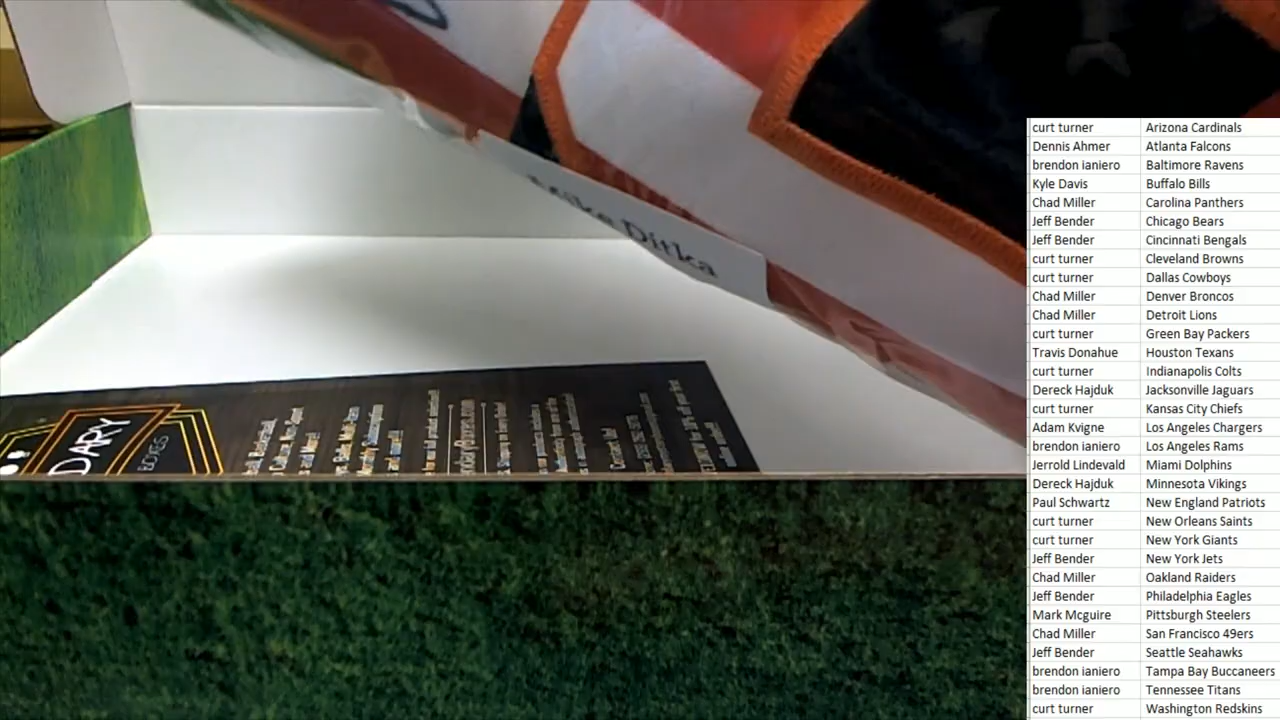 Mike Ditka
DARY
BOXES
curt turner Arizona Cardinals
Dennis Ahmer Atlanta Falcons
brendon ianiero Baltimore Ravens
Kyle Davis Buffalo Bills
Chad Miller Carolina Panthers
Jeff Bender Chicago Bears
Jeff Bender Cincinnati Bengals
curt turner Cleveland Browns
curt turner Dallas Cowboys
Chad Miller Denver Broncos
Chad Miller Detroit Lions
curt turner Green Bay Packers
Travis Donahue Houston Texans
curt turner Indianapolis Colts
Dereck Hajduk Jacksonville Jaguars
curt turner Kansas City Chiefs
Adam Kvigne Los Angeles Chargers
brendon ianiero Los Angeles Rams
Jerrold Lindevald Miami Dolphins
Dereck Hajduk Minnesota Vikings
Paul Schwartz New England Patriots
curt turner New Orleans Saints
curt turner New York Giants
Jeff Bender New York Jets
Chad Miller Oakland Raiders
Jeff Bender Philadelphia Eagles
Mark Mcguire Pittsburgh Steelers
Chad Miller San Francisco 49ers
Jeff Bender Seattle Seahawks
brendon ianiero Tampa Bay Buccaneers
brendon ianiero Tennessee Titans
curt turner Washington Redskins